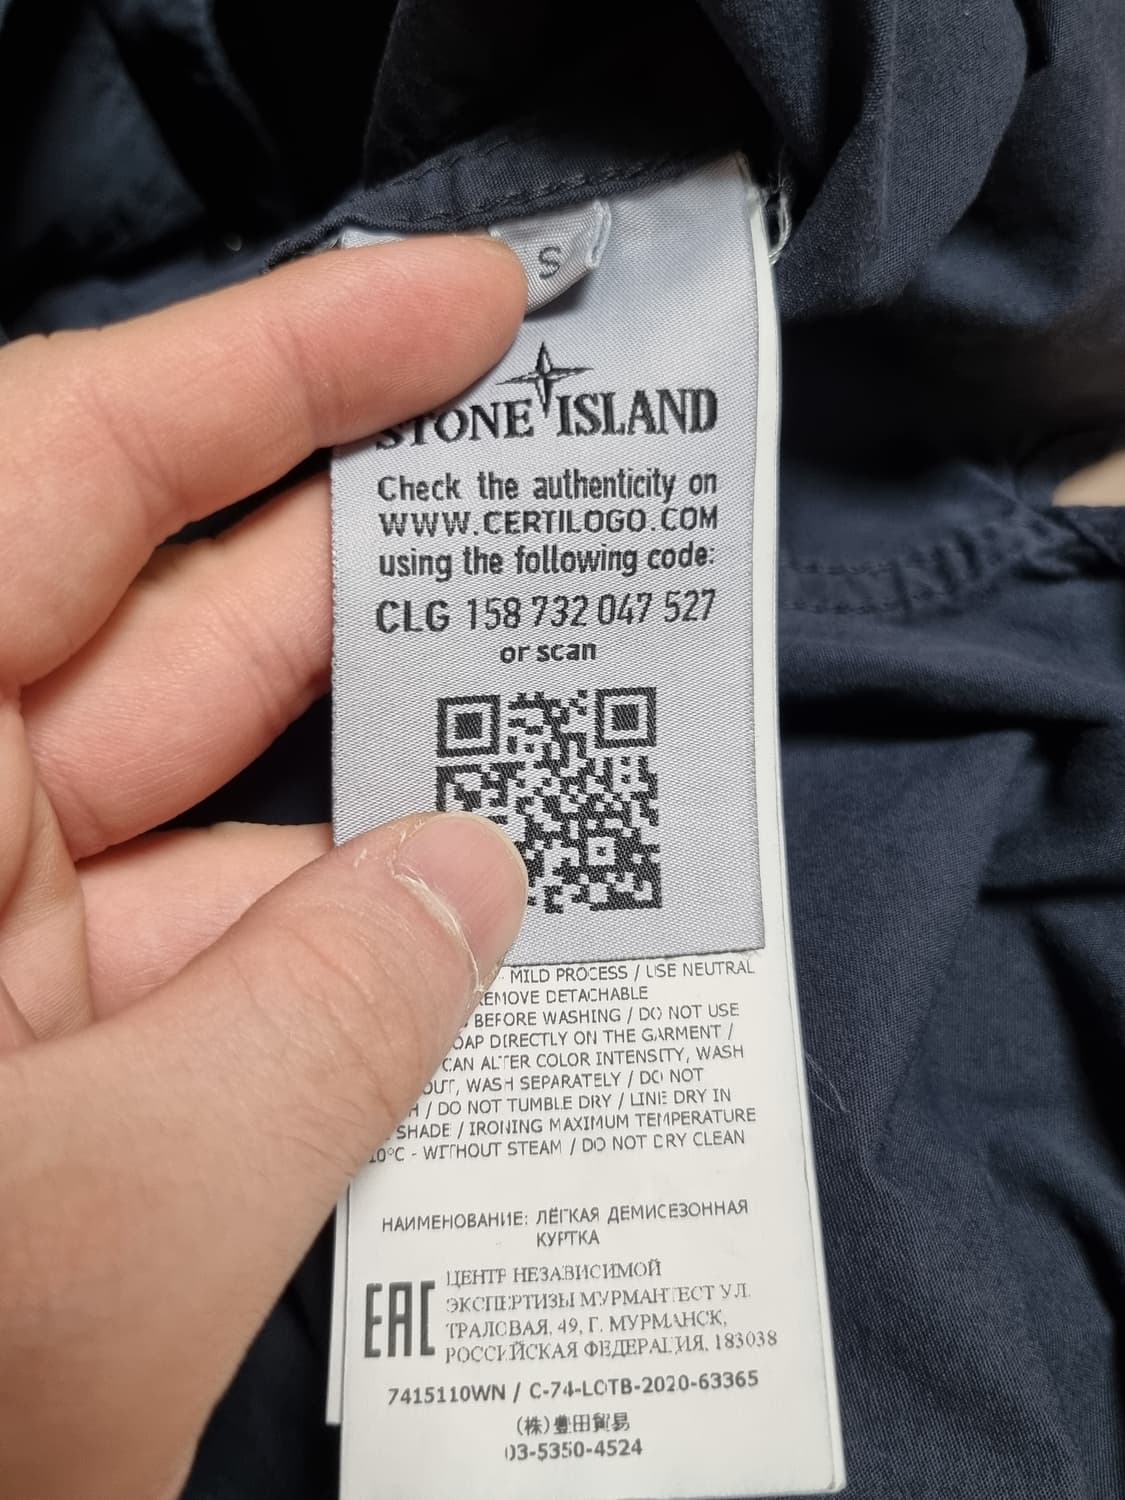 S
STONE ISLAND
Check the authenticity on
WWW.CERTILOGO.COM
using the following code:
CLG 158 732 047 527
or scan
MILD PROCESS / USE NEUTRAL
REMOVE DETACHABLE
BEFORE WASHING / DO NOT USE
DIRECTLY ON THE GARMENT /
CAN ALTER COLOR INTENSITY, WASH
WASH SEPARATELY / DO NOT
/ DO NOT TUMBLE DRY / LINE DRY IN
SHADE / IRONING MAXIMUM TEMPERATURE
- WITHOUT STEAM / DO NOT DRY CLEAN
НАИМЕНОВАНИЕ: ЛЁГКАЯ ДЕМИСЕЗОННАЯ
КУРТКА
EAC
ЦЕНТР НЕЗАВИСИМОЙ
ЭКСПЕРТИЗЫ МУРМАНТЕСТ УЛ.
ТРАЛОВАЯ, 49, Г. МУРМАНСК,
РОССИЙСКАЯ ФЕДЕРАЦИЯ, 183038
7415110WN / C-74-LOTB-2020-63365
(株)豊田貿易
03-5350-4524